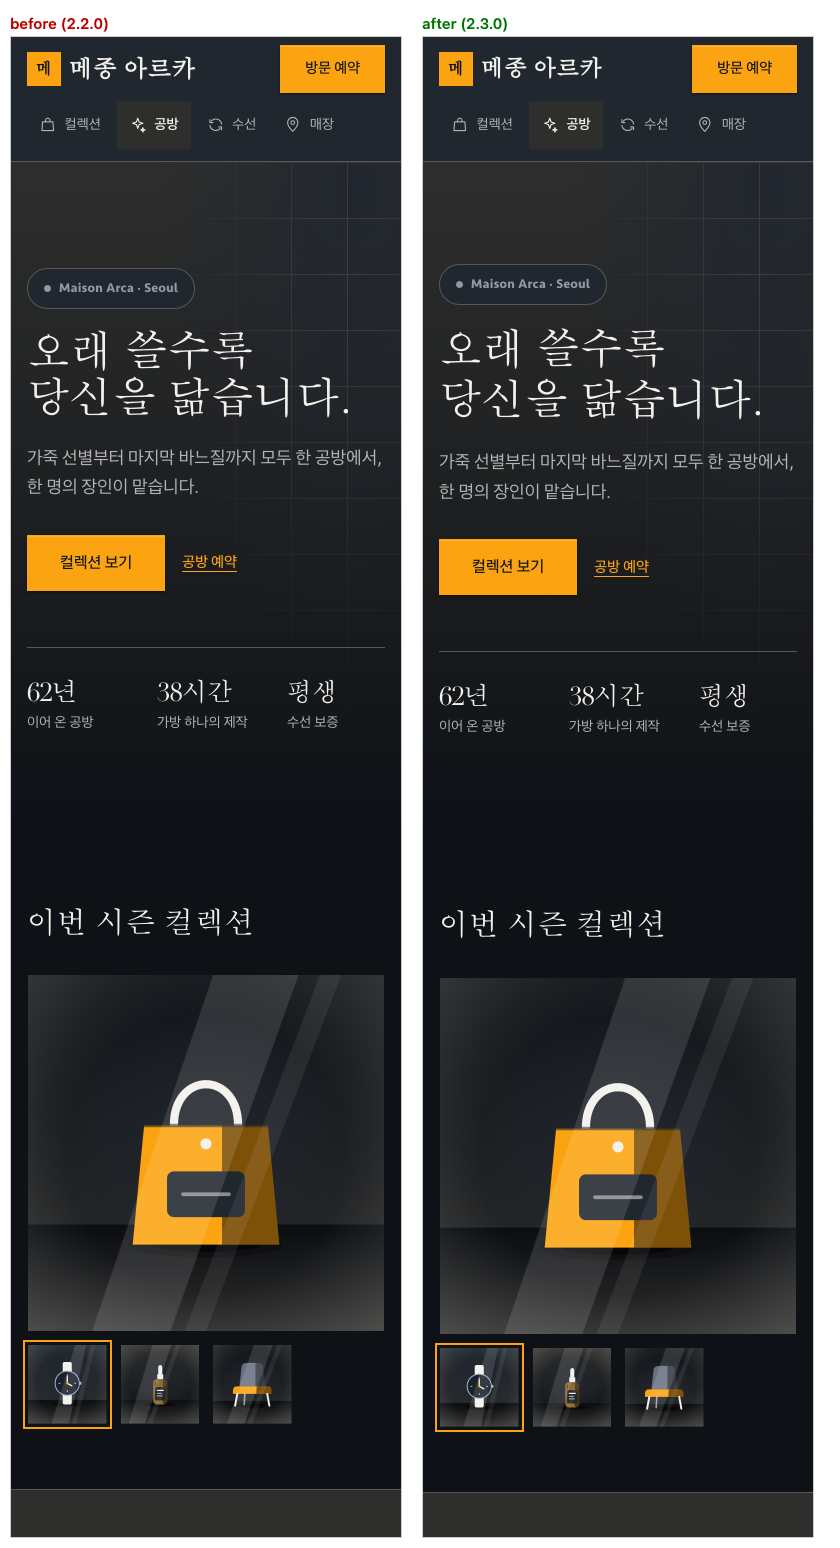 before (2.2.0)
메 메종 아르카
방문 예약
컬렉션 공방 수선 매장
Maison Arca · Seoul
오래 쓸수록
당신을 닮습니다.
가죽 선별부터 마지막 바느질까지 모두 한 공방에서,
한 명의 장인이 맡습니다.
컬렉션 보기 공방 예약
62년 38시간 평생
이어 온 공방 가방 하나의 제작 수선 보증
이번 시즌 컬렉션
after (2.3.0)
메 메종 아르카
방문 예약
컬렉션 공방 수선 매장
Maison Arca · Seoul
오래 쓸수록
당신을 닮습니다.
가죽 선별부터 마지막 바느질까지 모두 한 공방에서,
한 명의 장인이 맡습니다.
컬렉션 보기 공방 예약
62년 38시간 평생
이어 온 공방 가방 하나의 제작 수선 보증
이번 시즌 컬렉션